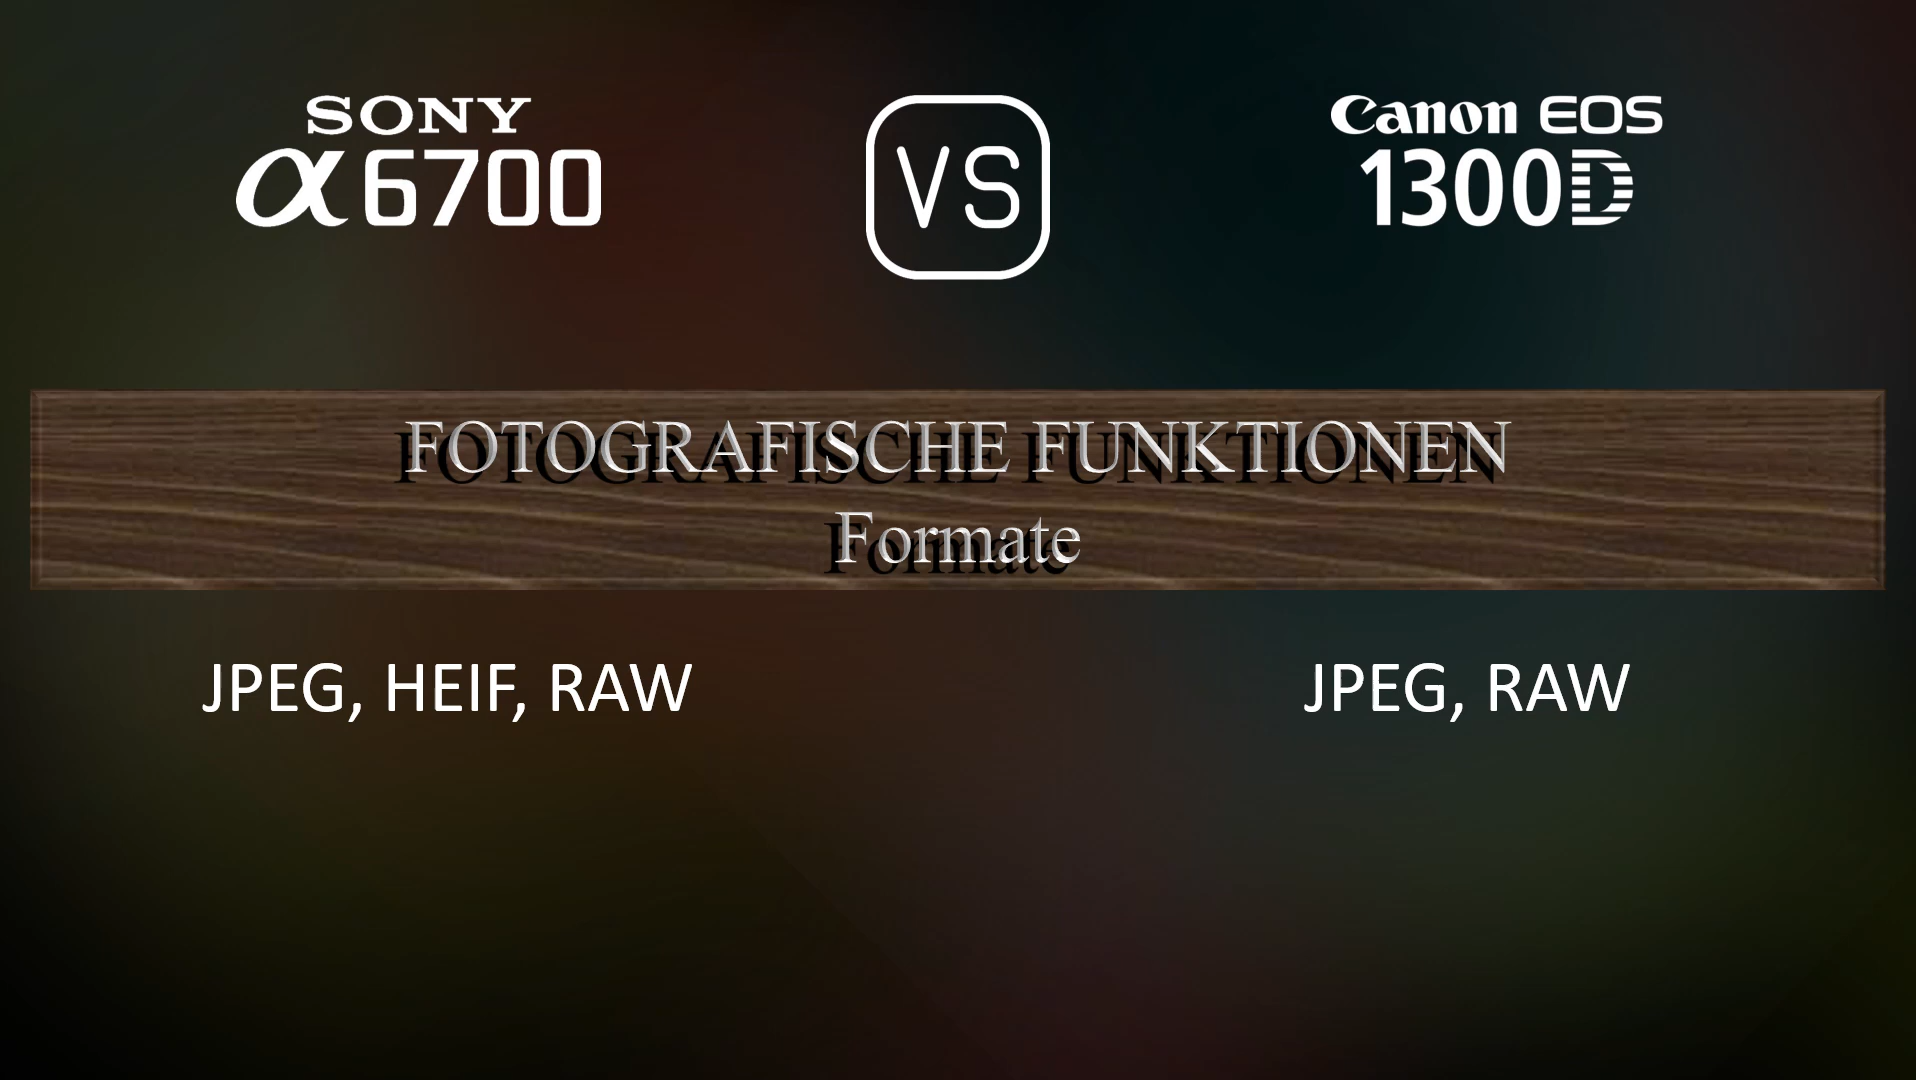 SONY
α6700
VS
Canon EOS
1300D
FOTOGRAFISCHE FUNKTIONEN
Formate
JPEG, HEIF, RAW
JPEG, RAW